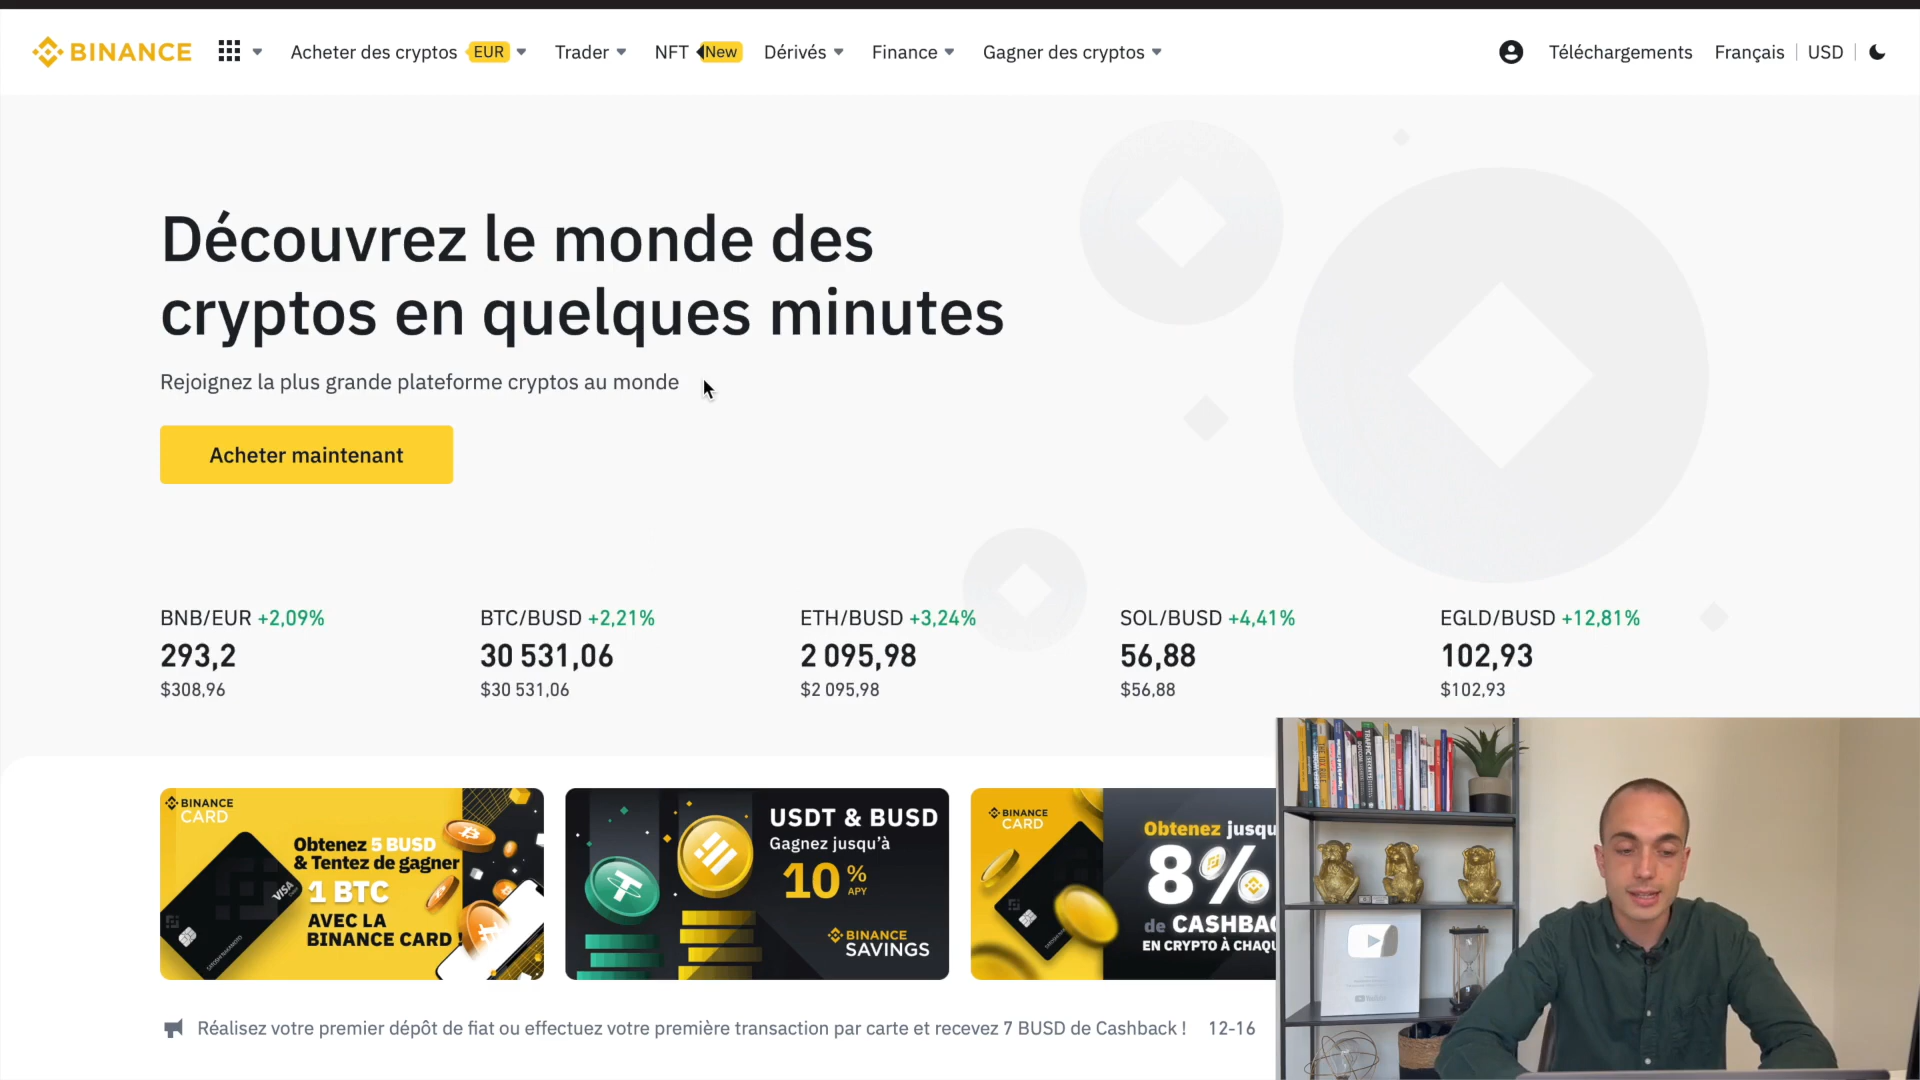 BINANCE
Acheter des cryptos EUR
Trader
NFT New
Dérivés
Finance
Gagner des cryptos
Téléchargements
Français
USD
Découvrez le monde des
cryptos en quelques minutes
Rejoignez la plus grande plateforme cryptos au monde
Acheter maintenant
BNB/EUR +2,09%
293,2
$308,96
BTC/BUSD +2,21%
30 531,06
$30 531,06
ETH/BUSD +3,24%
2 095,98
$2 095,98
SOL/BUSD +4,41%
56,88
$56,88
EGLD/BUSD +12,81%
102,93
$102,93
BINANCE
CARD
Obtenez 5 BUSD
& Tentez de gagner
1 BTC
AVEC LA
BINANCE CARD !
VISA
SATOSHI NAKAMOTO
USDT & BUSD
Gagnez jusqu'à
10 %
APY
BINANCE
SAVINGS
BINANCE
CARD
Obtenez jusqu
8%
de CASHBAC
EN CRYPTO À CHAQU
Réalisez votre premier dépôt de fiat ou effectuez votre première transaction par carte et recevez 7 BUSD de Cashback ! 12-16
TRAFFIC SECRETS